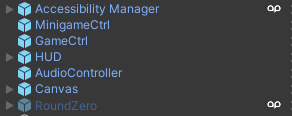 Accessibility Manager
MinigameCtrl
GameCtrl
HUD
AudioController
Canvas
RoundZero